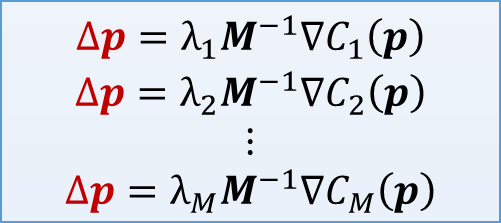 Δp = λ₁M⁻¹∇C₁(p)
Δp = λ₂M⁻¹∇C₂(p)
⋮
Δp = λ_M M⁻¹∇C_M(p)